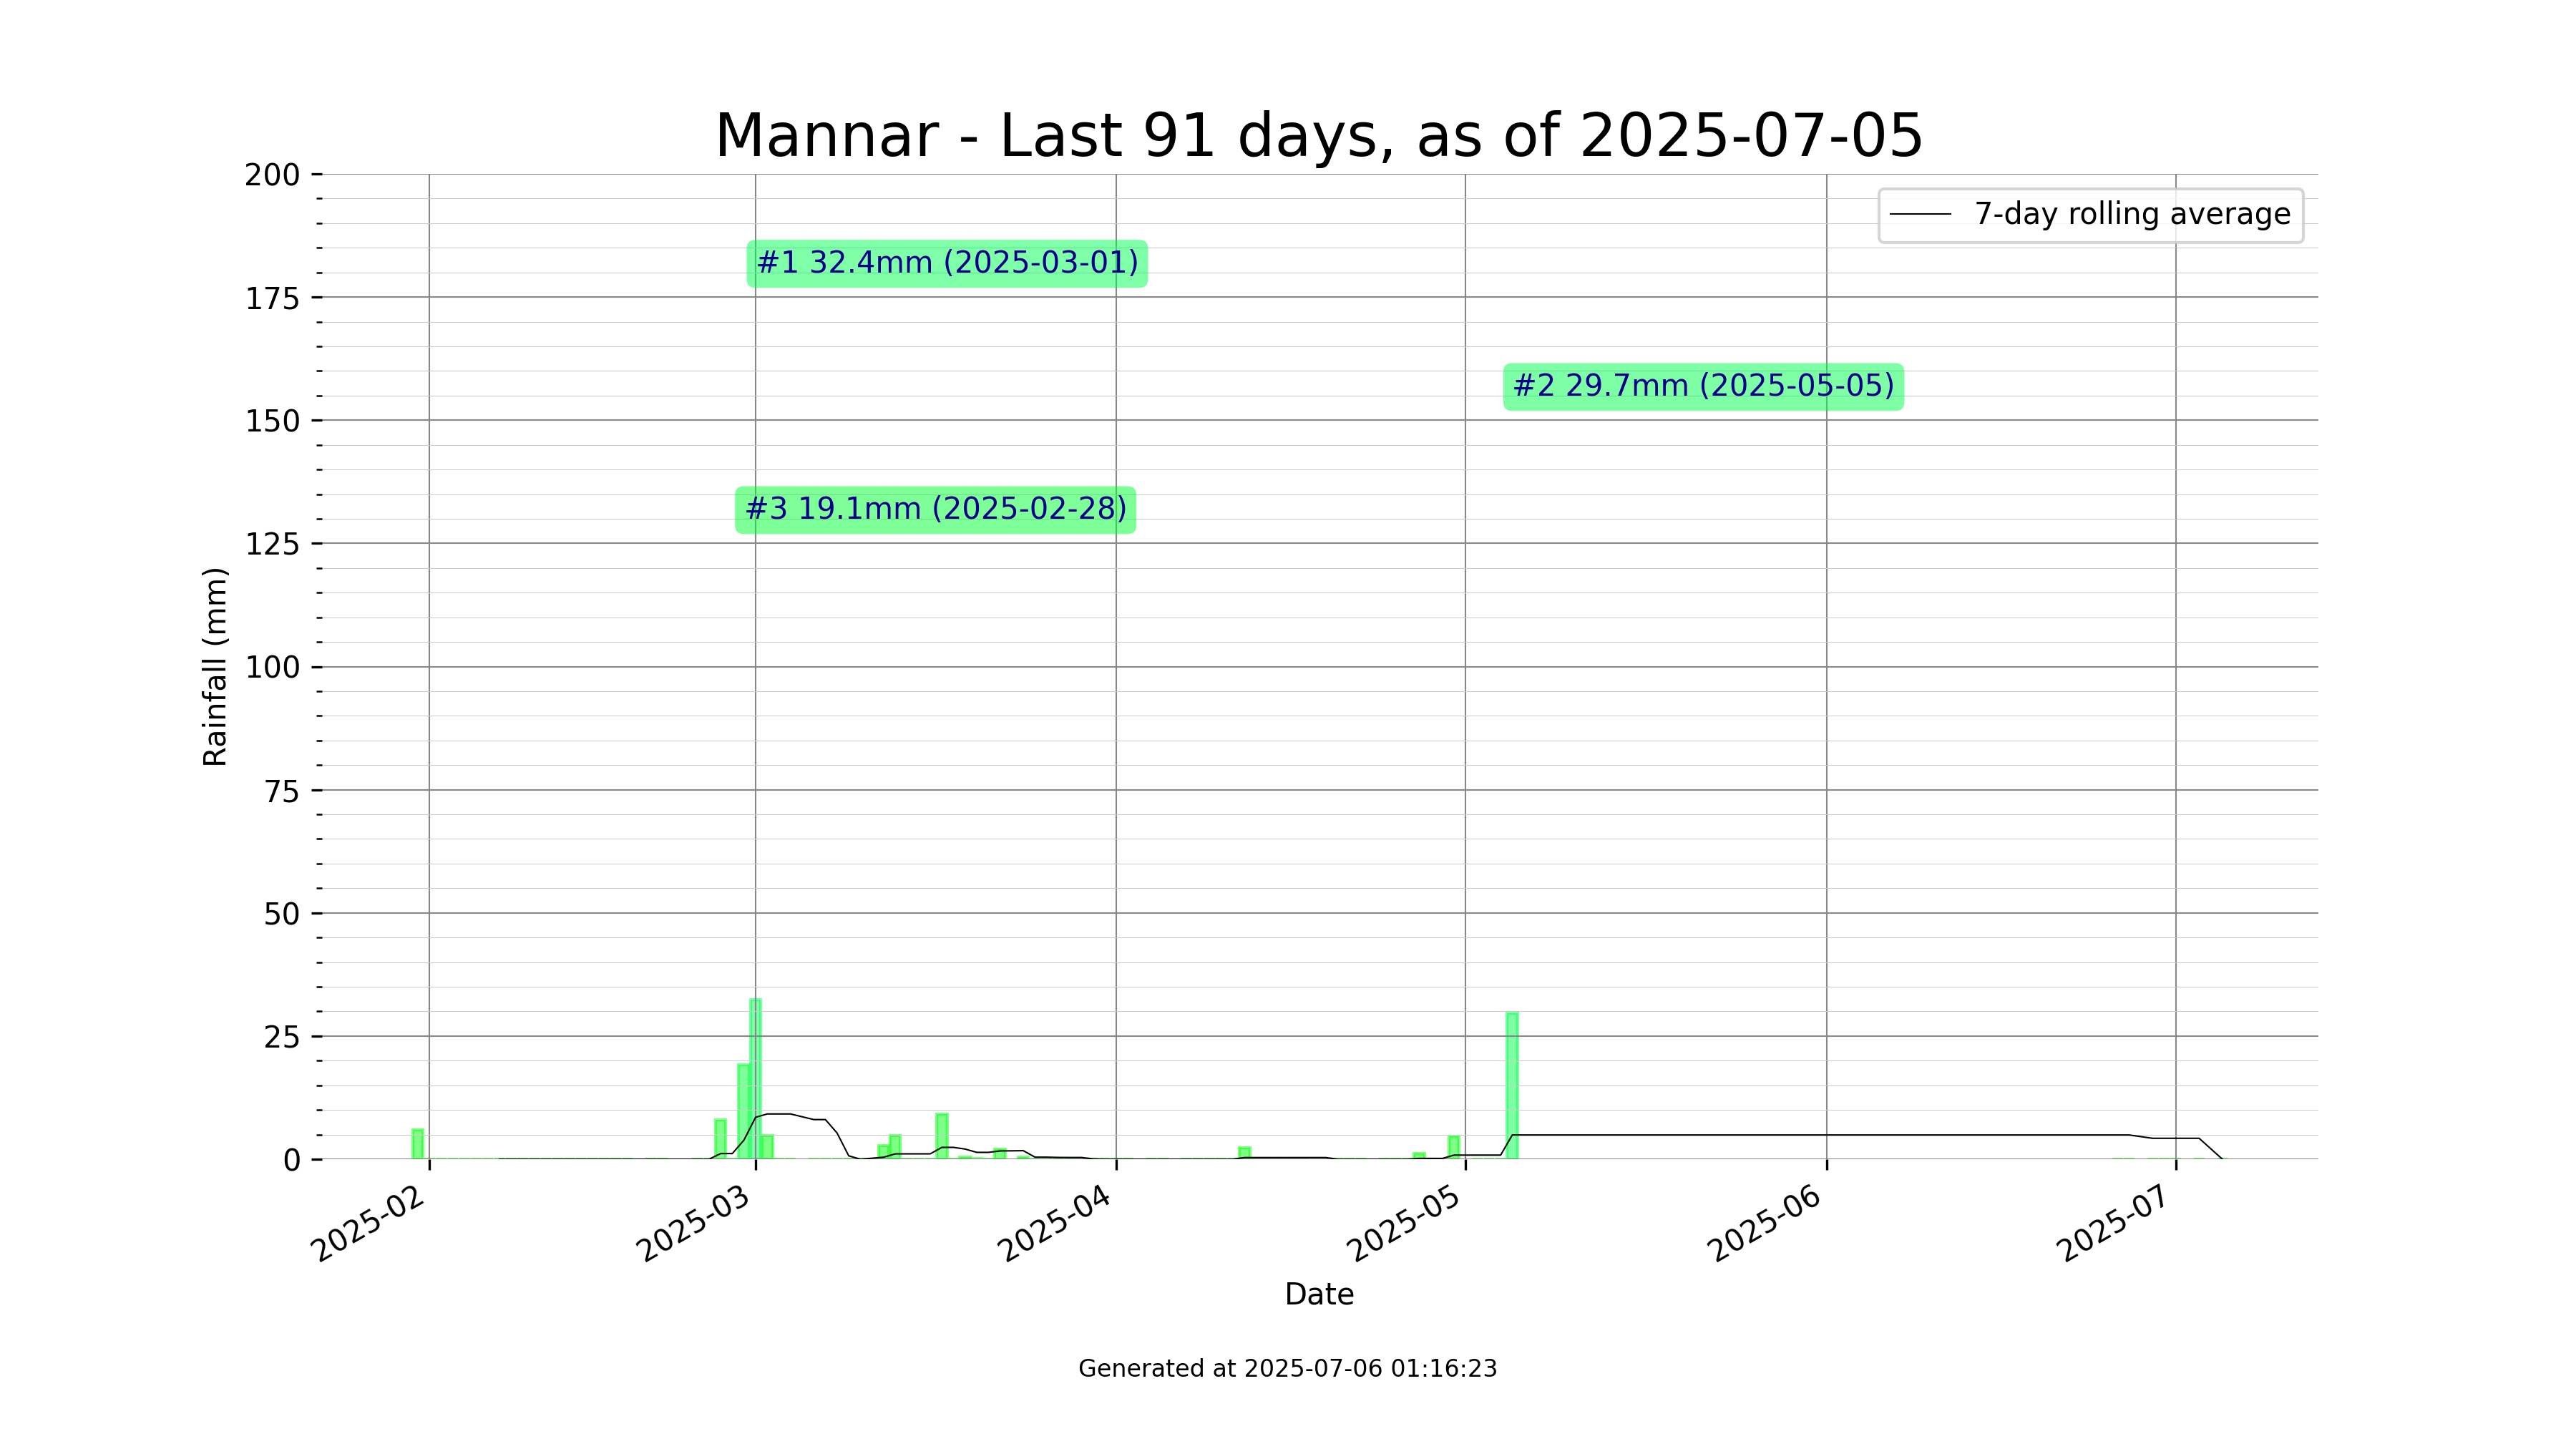 Mannar - Last 91 days, as of 2025-07-05
200
175
150
125
100
75
50
25
0
Rainfall (mm)
7-day rolling average
#1 32.4mm (2025-03-01)
#2 29.7mm (2025-05-05)
#3 19.1mm (2025-02-28)
2025-02
2025-03
2025-04
2025-05
2025-06
2025-07
Date
Generated at 2025-07-06 01:16:23